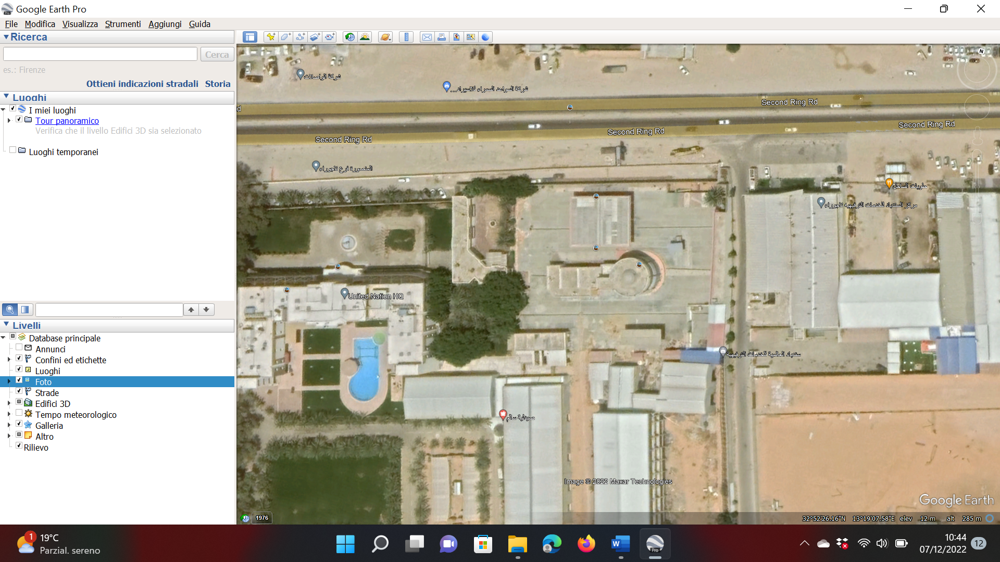 Google Earth Pro
File Modifica Visualizza Strumenti Aggiungi Guida
Ricerca
Cerca
es.: Firenze
Ottieni indicazioni stradali Storia
Luoghi
I miei luoghi
Tour panoramico
Verifica che il livello Edifici 3D sia selezionato
Luoghi temporanei
Livelli
Database principale
Annunci
Confini ed etichette
Luoghi
Foto
Strade
Edifici 3D
Tempo meteorologico
Galleria
Altro
Rilievo
N
شركة الواصلات
شركة السواعد السمراء للاسيراد...
d
Second Ring Rd
Second Ring Rd
Second Ring Rd
Second Ring Rd
المنصورة فرع تاجوراء
حلويات الساحل
مركز السندباد للخدمات الترفيهيه تاجوراء
United Nation HQ
سندباد العالمية للخدمات الترفيهية
صيدلية سالم
Image © 2022 Maxar Technologies
Google Earth
1976
32°52'26.16"N 13°19'07.58"E elev 12 m alt 285 m
1
19°C
Parzial. sereno
W
Pro
10:44
07/12/2022
12